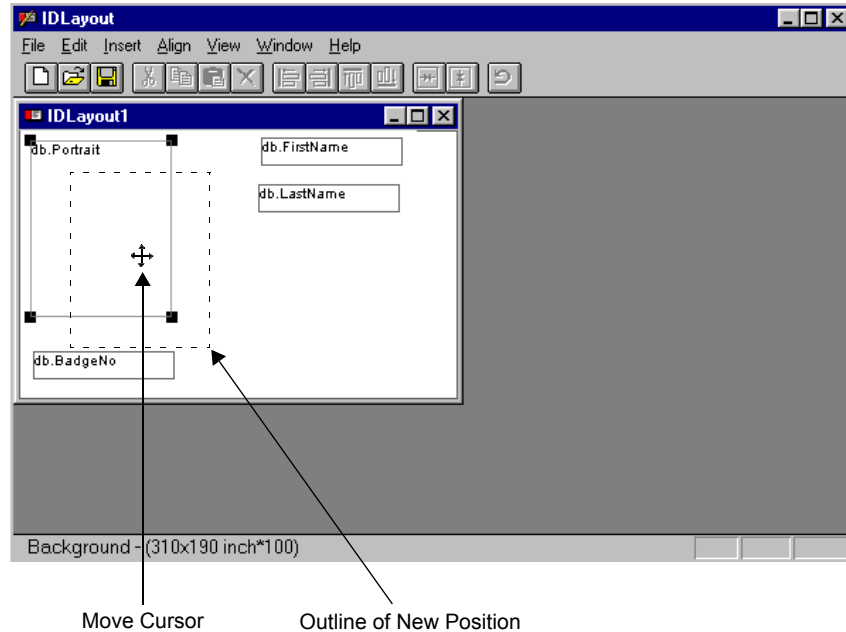 IDLayout
File Edit Insert Align View Window Help
IDLayout1
db.Portrait
db.FirstName
db.LastName
db.BadgeNo
Background - (310x190 inch*100)
Move Cursor
Outline of New Position